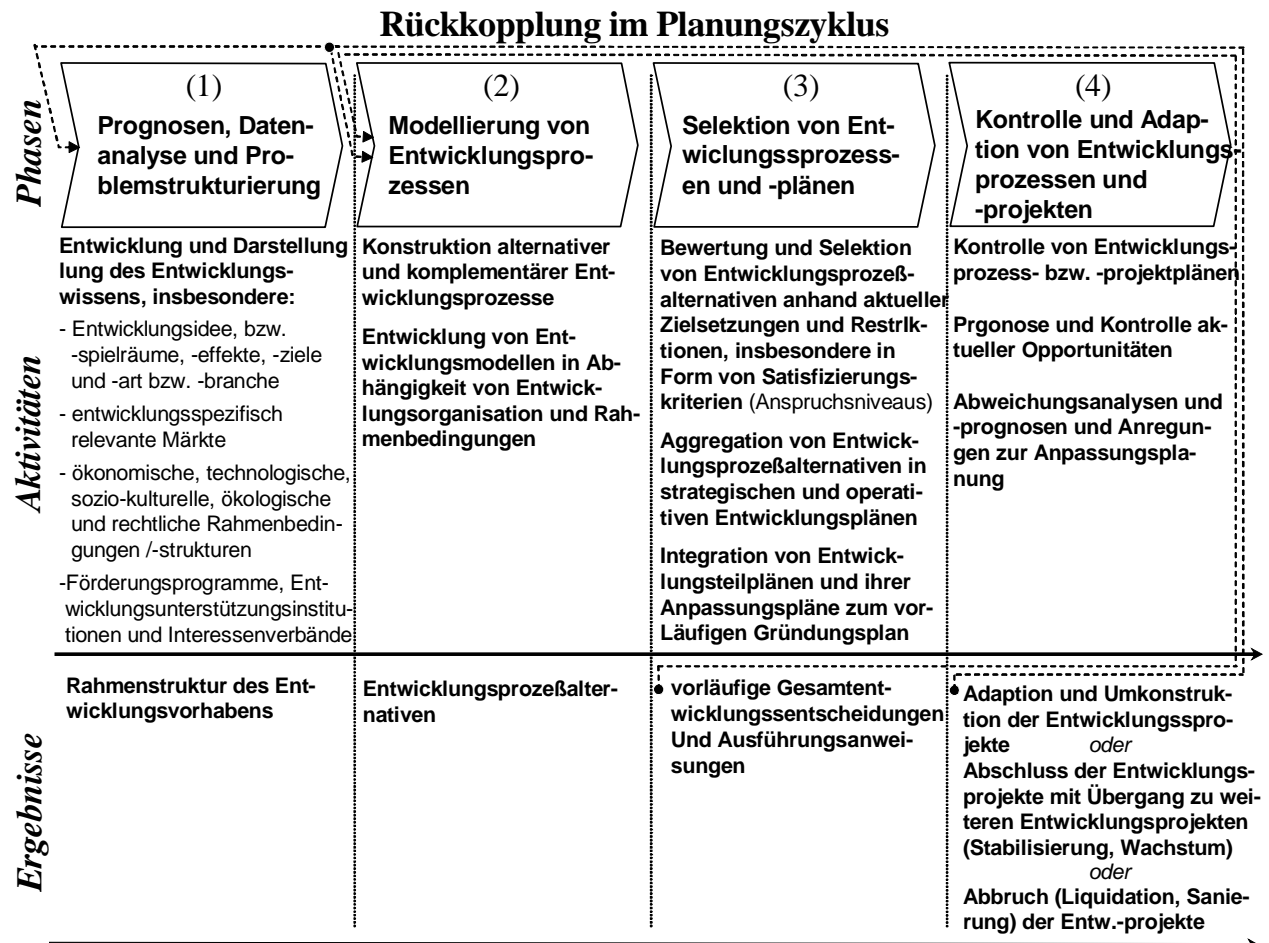 Rückkopplung im Planungszyklus
Phasen
(1)
Prognosen, Daten-
analyse und Pro-
blemstrukturierung
(2)
Modellierung von
Entwicklungspro-
zessen
(3)
Selektion von Ent-
wiclungssprozess-
en und -plänen
(4)
Kontrolle und Adap-
tion von Entwicklungs-
prozessen und
-projekten
Aktivitäten
Entwicklung und Darstellung
lung des Entwicklungs-
wissens, insbesondere:
- Entwicklungsidee, bzw.
-spielräume, -effekte, -ziele
und -art bzw. -branche
- entwicklungsspezifisch
relevante Märkte
- ökonomische, technologische,
sozio-kulturelle, ökologische
und rechtliche Rahmenbedin-
gungen /-strukturen
-Förderungsprogramme, Ent-
wicklungsunterstützungsinstitu-
tionen und Interessenverbände
Konstruktion alternativer
und komplementärer Ent-
wicklungsprozesse
Entwicklung von Ent-
wicklungsmodellen in Ab-
hängigkeit von Entwick-
lungsorganisation und Rah-
menbedingungen
Bewertung und Selektion
von Entwicklungsprozeß-
alternativen anhand aktueller
Zielsetzungen und RestrIk-
tionen, insbesondere in
Form von Satisfizierungs-
kriterien (Anspruchsniveaus)
Aggregation von Entwick-
lungsprozeßalternativen in
strategischen und operati-
tiven Entwicklungsplänen
Integration von Entwick-
lungsteilplänen und ihrer
Anpassungspläne zum vor-
Läufigen Gründungsplan
Kontrolle von Entwicklungs-
prozess- bzw. -projektplänen
Prgonose und Kontrolle ak-
tueller Opportunitäten
Abweichungsanalysen und
-prognosen und Anregun-
gen zur Anpassungspla-
nung
Ergebnisse
Rahmenstruktur des Ent-
wicklungsvorhabens
Entwicklungsprozeßalter-
nativen
vorläufige Gesamtent-
wicklungssentscheidungen
Und Ausführungsanwei-
sungen
Adaption und Umkonstruk-
tion der Entwicklungsspro-
jekte oder
Abschluss der Entwicklungs-
projekte mit Übergang zu wei-
teren Entwicklungsprojekten
(Stabilisierung, Wachstum)
oder
Abbruch (Liquidation, Sanie-
rung) der Entw.-projekte